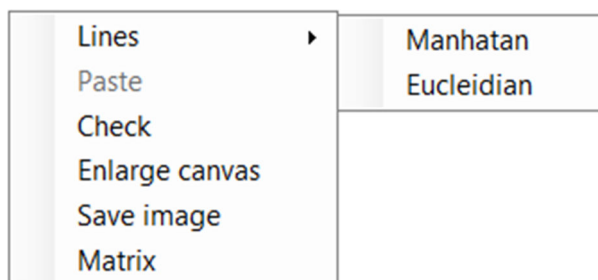 Lines
Paste
Check
Enlarge canvas
Save image
Matrix
Manhatan
Eucleidian